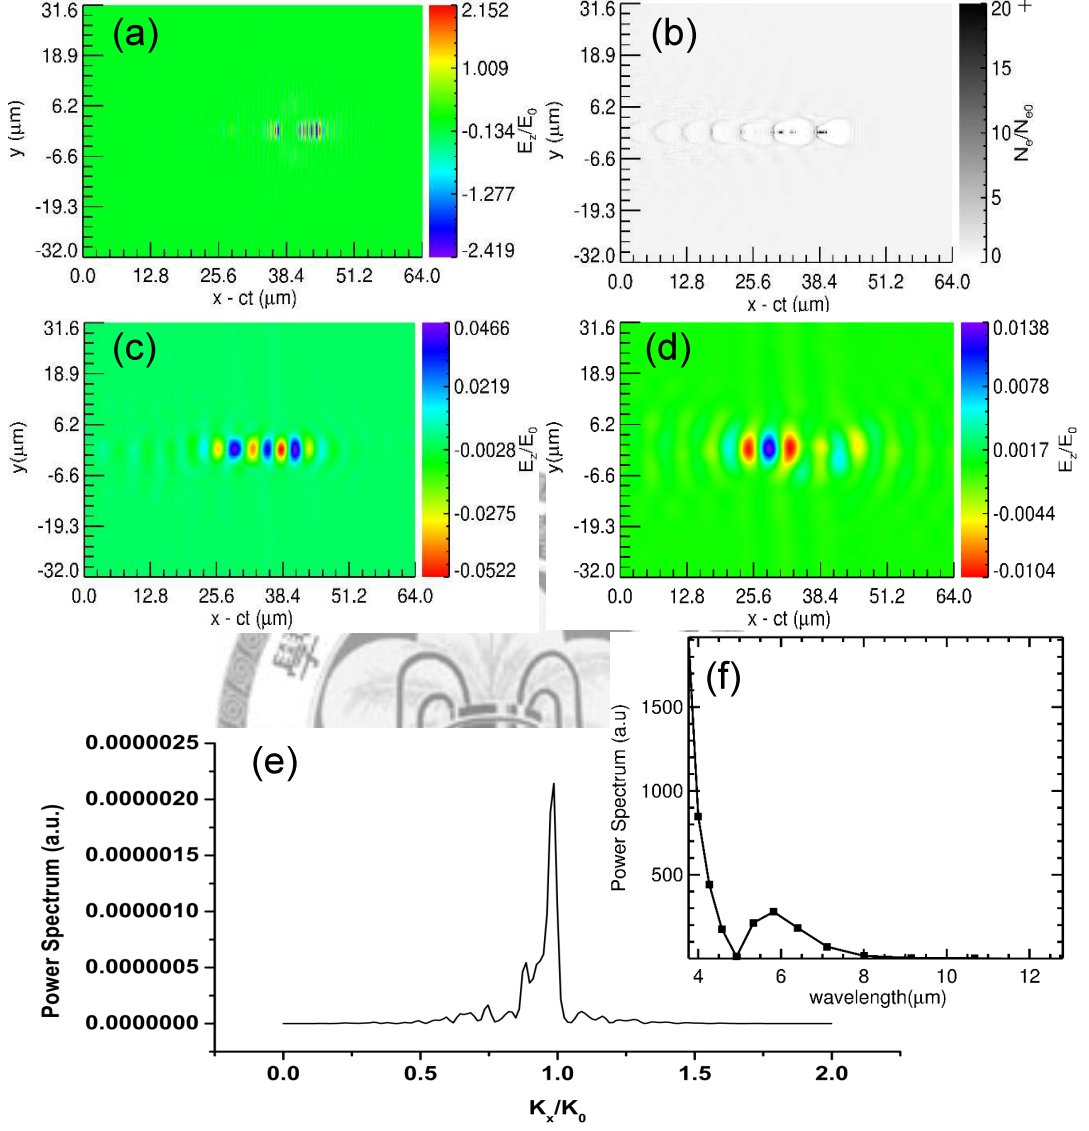 (a)
31.6
18.9
6.2
-6.6
-19.3
-32.0
y (μm)
0.0 12.8 25.6 38.4 51.2 64.0
x - ct (μm)
2.152
1.009
-0.134
-1.277
-2.419
E_z/E_0
(b)
31.6
18.9
6.2
-6.6
-19.3
-32.0
y (μm)
0.0 12.8 25.6 38.4 51.2 64.0
x - ct (μm)
20 +
15
10
5
0
N_e/N_e0
(c)
31.6
18.9
6.2
-6.6
-19.3
-32.0
y(μm)
0.0 12.8 25.6 38.4 51.2 64.0
x - ct (μm)
0.0466
0.0219
-0.0028
-0.0275
-0.0522
E_z/E_0
(d)
31.6
18.9
6.2
-6.6
-19.3
-32.0
y(μm)
0.0 12.8 25.6 38.4 51.2 64.0
x - ct (μm)
0.0138
0.0078
0.0017
-0.0044
-0.0104
E_z/E_0
(e)
0.0000025
0.0000020
0.0000015
0.0000010
0.0000005
0.0000000
Power Spectrum (a.u.)
0.0 0.5 1.0 1.5 2.0
K_x/K_0
(f)
1500
1000
500
Power Spectrum (a.u)
4 6 8 10 12
wavelength(μm)